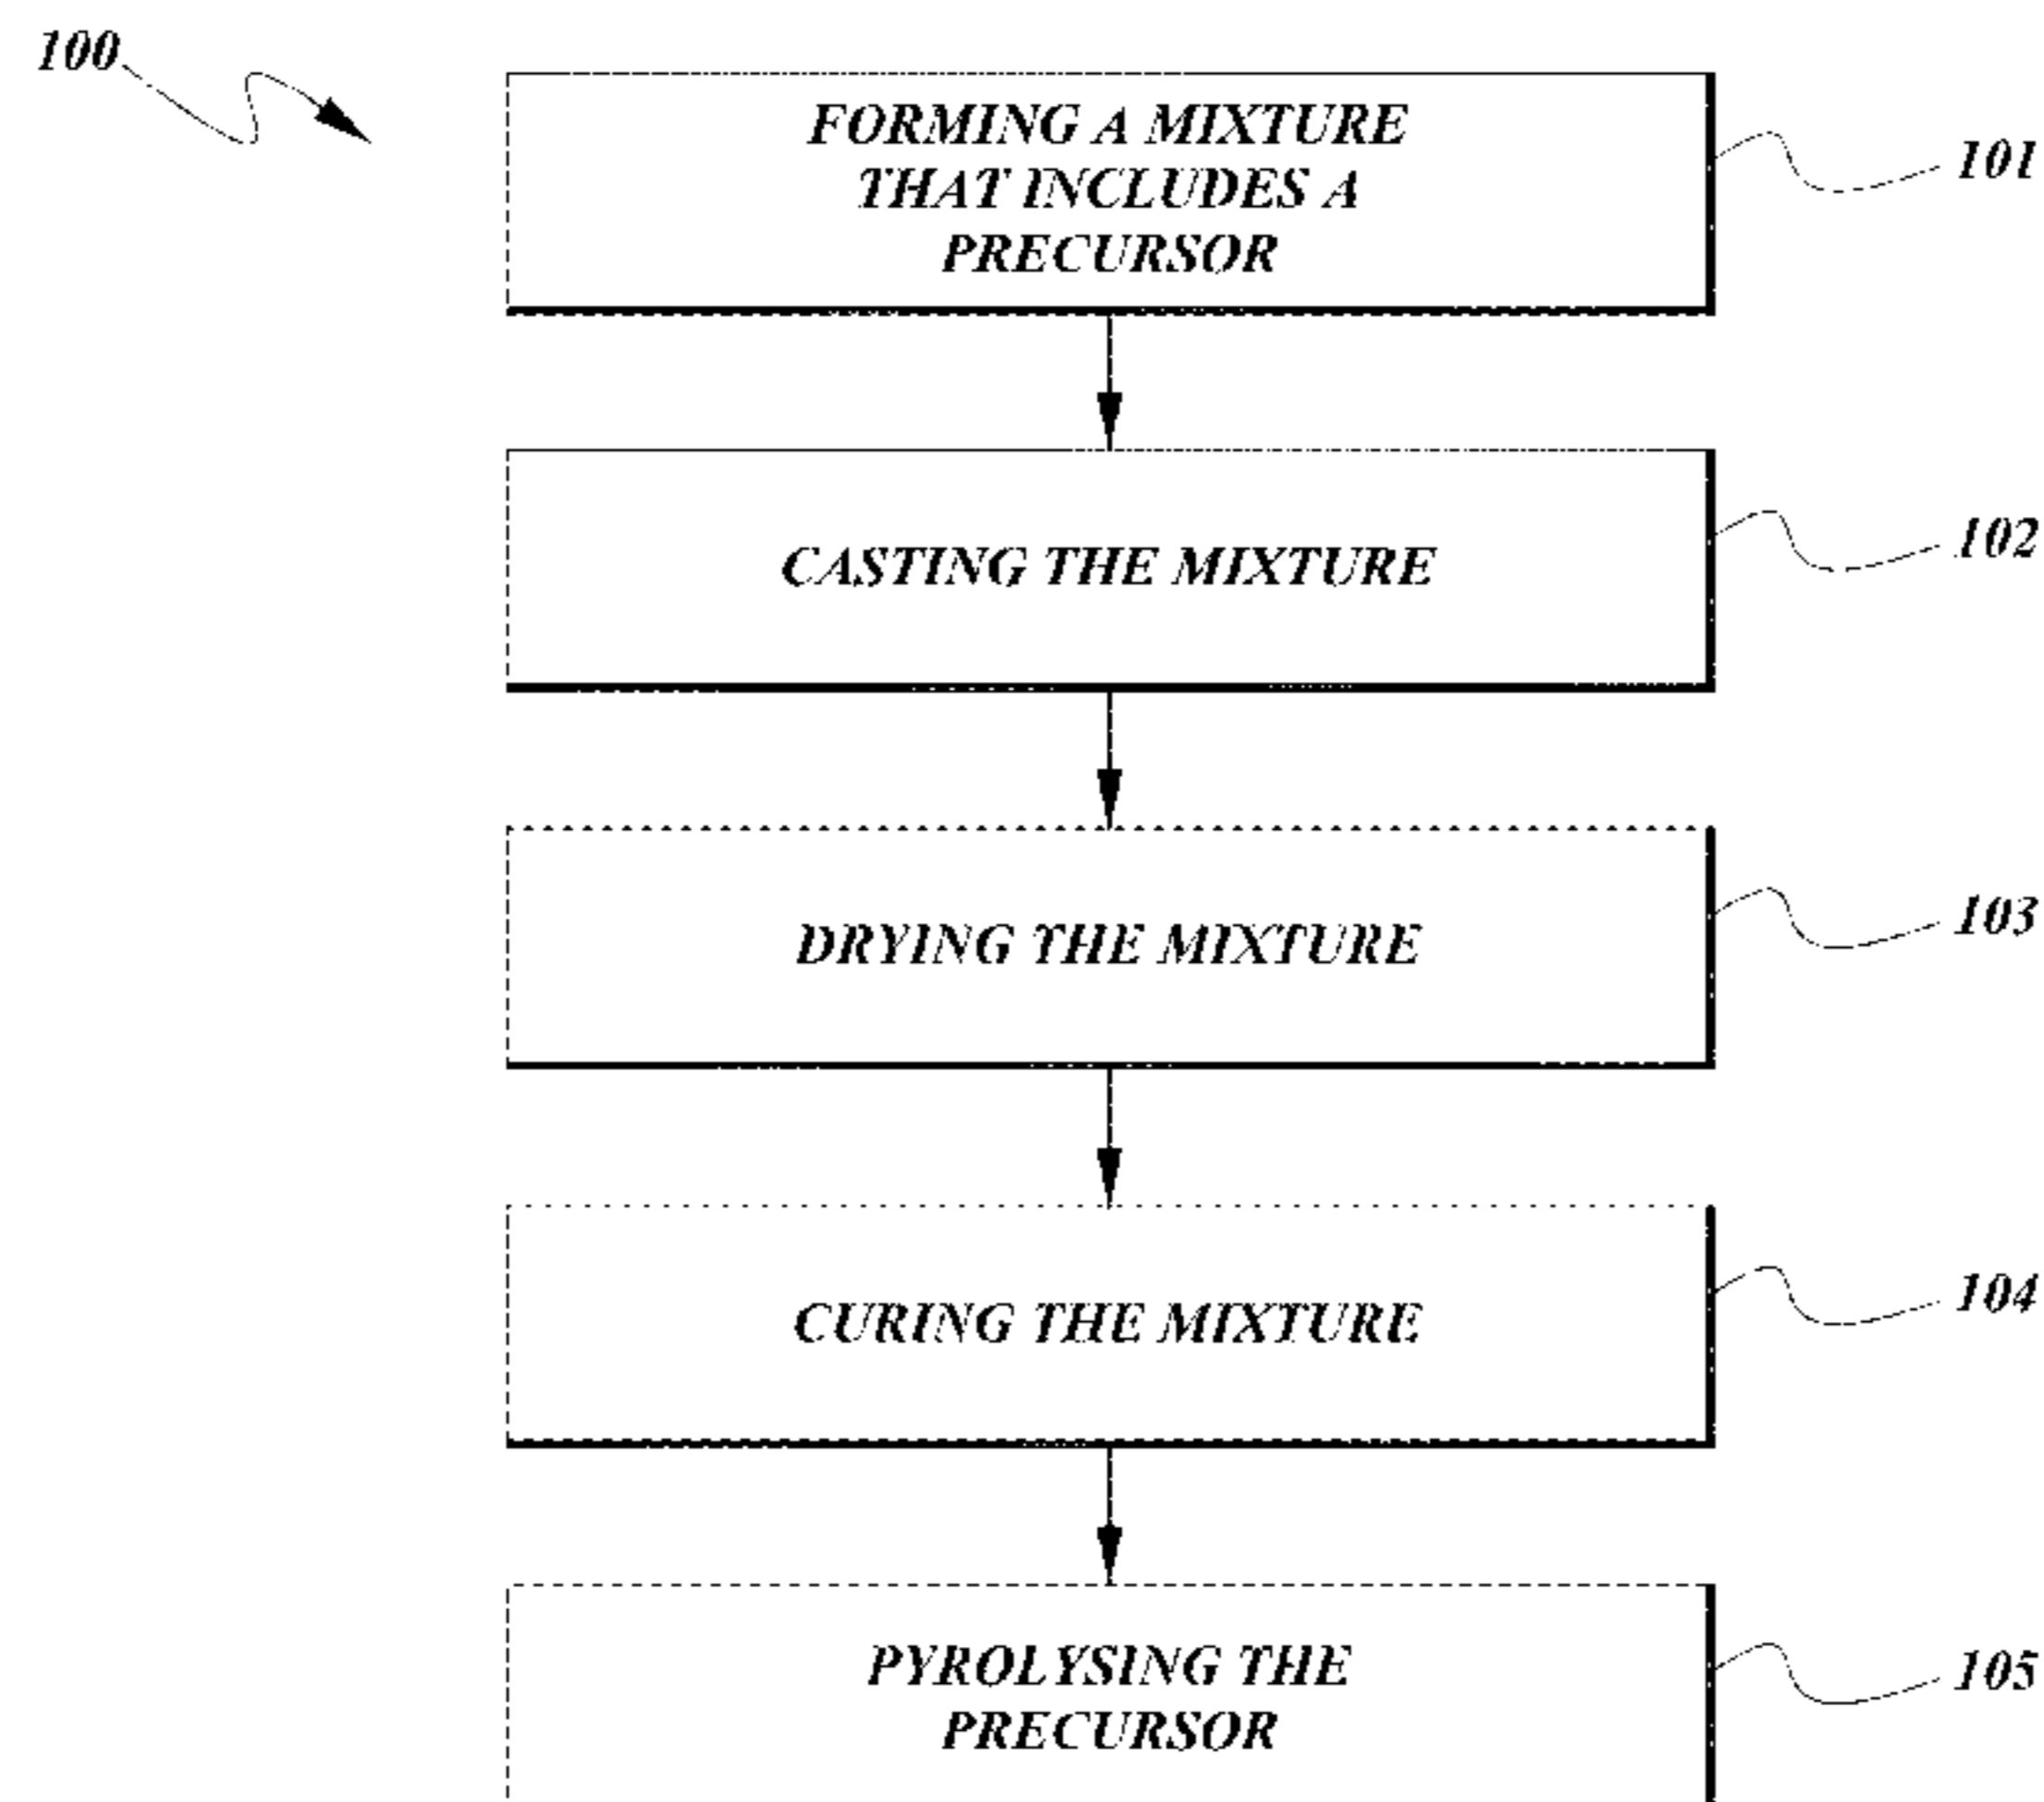 100
FORMING A MIXTURE
THAT INCLUDES A
PRECURSOR
101
CASTING THE MIXTURE
102
DRYING THE MIXTURE
103
CURING THE MIXTURE
104
PYROLYSING THE
PRECURSOR
105